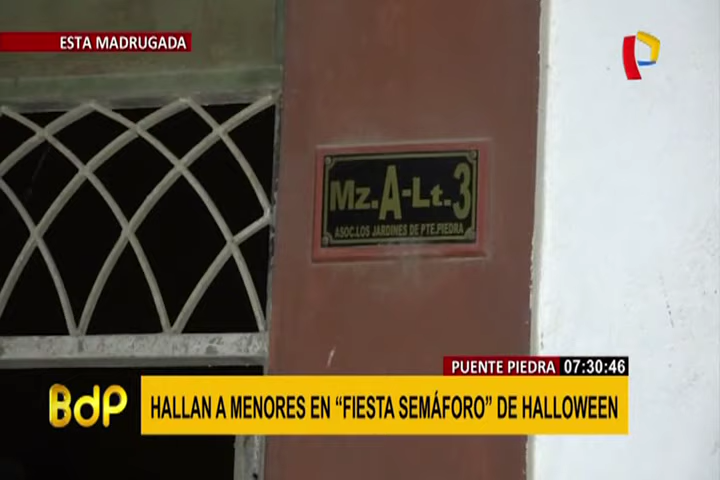 ESTA MADRUGADA
Mz.A-Lt.3
ASOC.LOS JARDINES DE PTE.PIEDRA
PUENTE PIEDRA 07:30:46
BdP
HALLAN A MENORES EN “FIESTA SEMÁFORO” DE HALLOWEEN